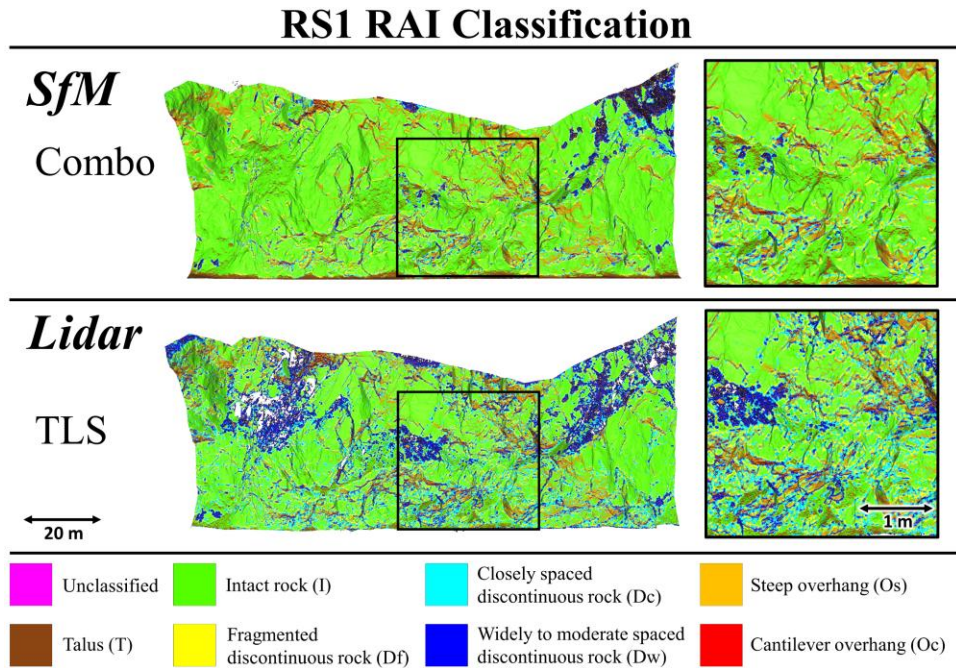 RS1 RAI Classification
SfM
Combo
Lidar
TLS
20 m
1 m
Unclassified
Intact rock (I)
Closely spaced
discontinuous rock (Dc)
Steep overhang (Os)
Talus (T)
Fragmented
discontinuous rock (Df)
Widely to moderate spaced
discontinuous rock (Dw)
Cantilever overhang (Oc)